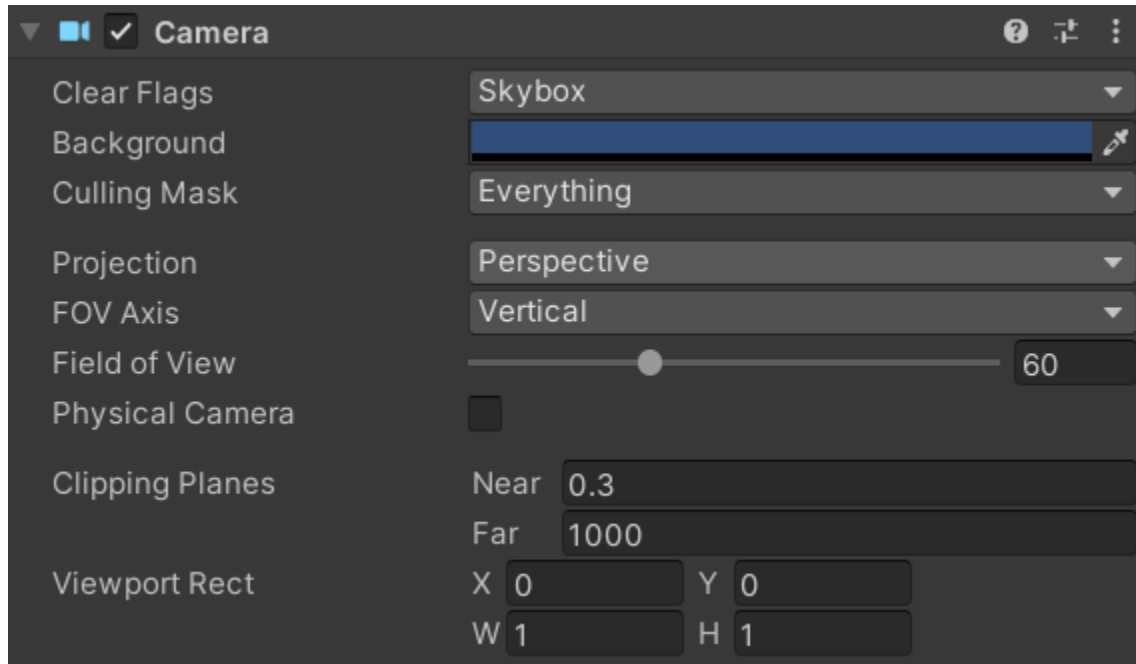 Camera
Clear Flags Skybox
Background
Culling Mask Everything
Projection Perspective
FOV Axis Vertical
Field of View 60
Physical Camera
Clipping Planes Near 0.3
Far 1000
Viewport Rect X 0 Y 0
W 1 H 1